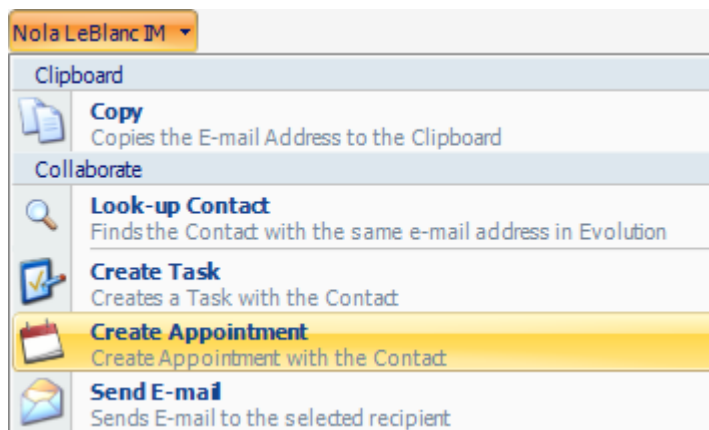 Nola LeBlanc IM
Clipboard
Copy
Copies the E-mail Address to the Clipboard
Collaborate
Look-up Contact
Finds the Contact with the same e-mail address in Evolution
Create Task
Creates a Task with the Contact
Create Appointment
Create Appointment with the Contact
Send E-mail
Sends E-mail to the selected recipient